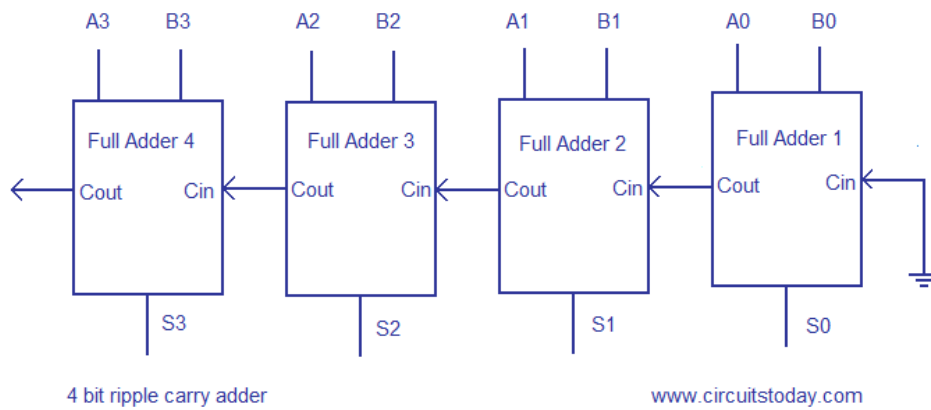 A3 B3 A2 B2 A1 B1 A0 B0
Full Adder 4 Full Adder 3 Full Adder 2 Full Adder 1
Cout Cin Cout Cin Cout Cin Cout Cin
S3 S2 S1 S0
4 bit ripple carry adder www.circuitstoday.com